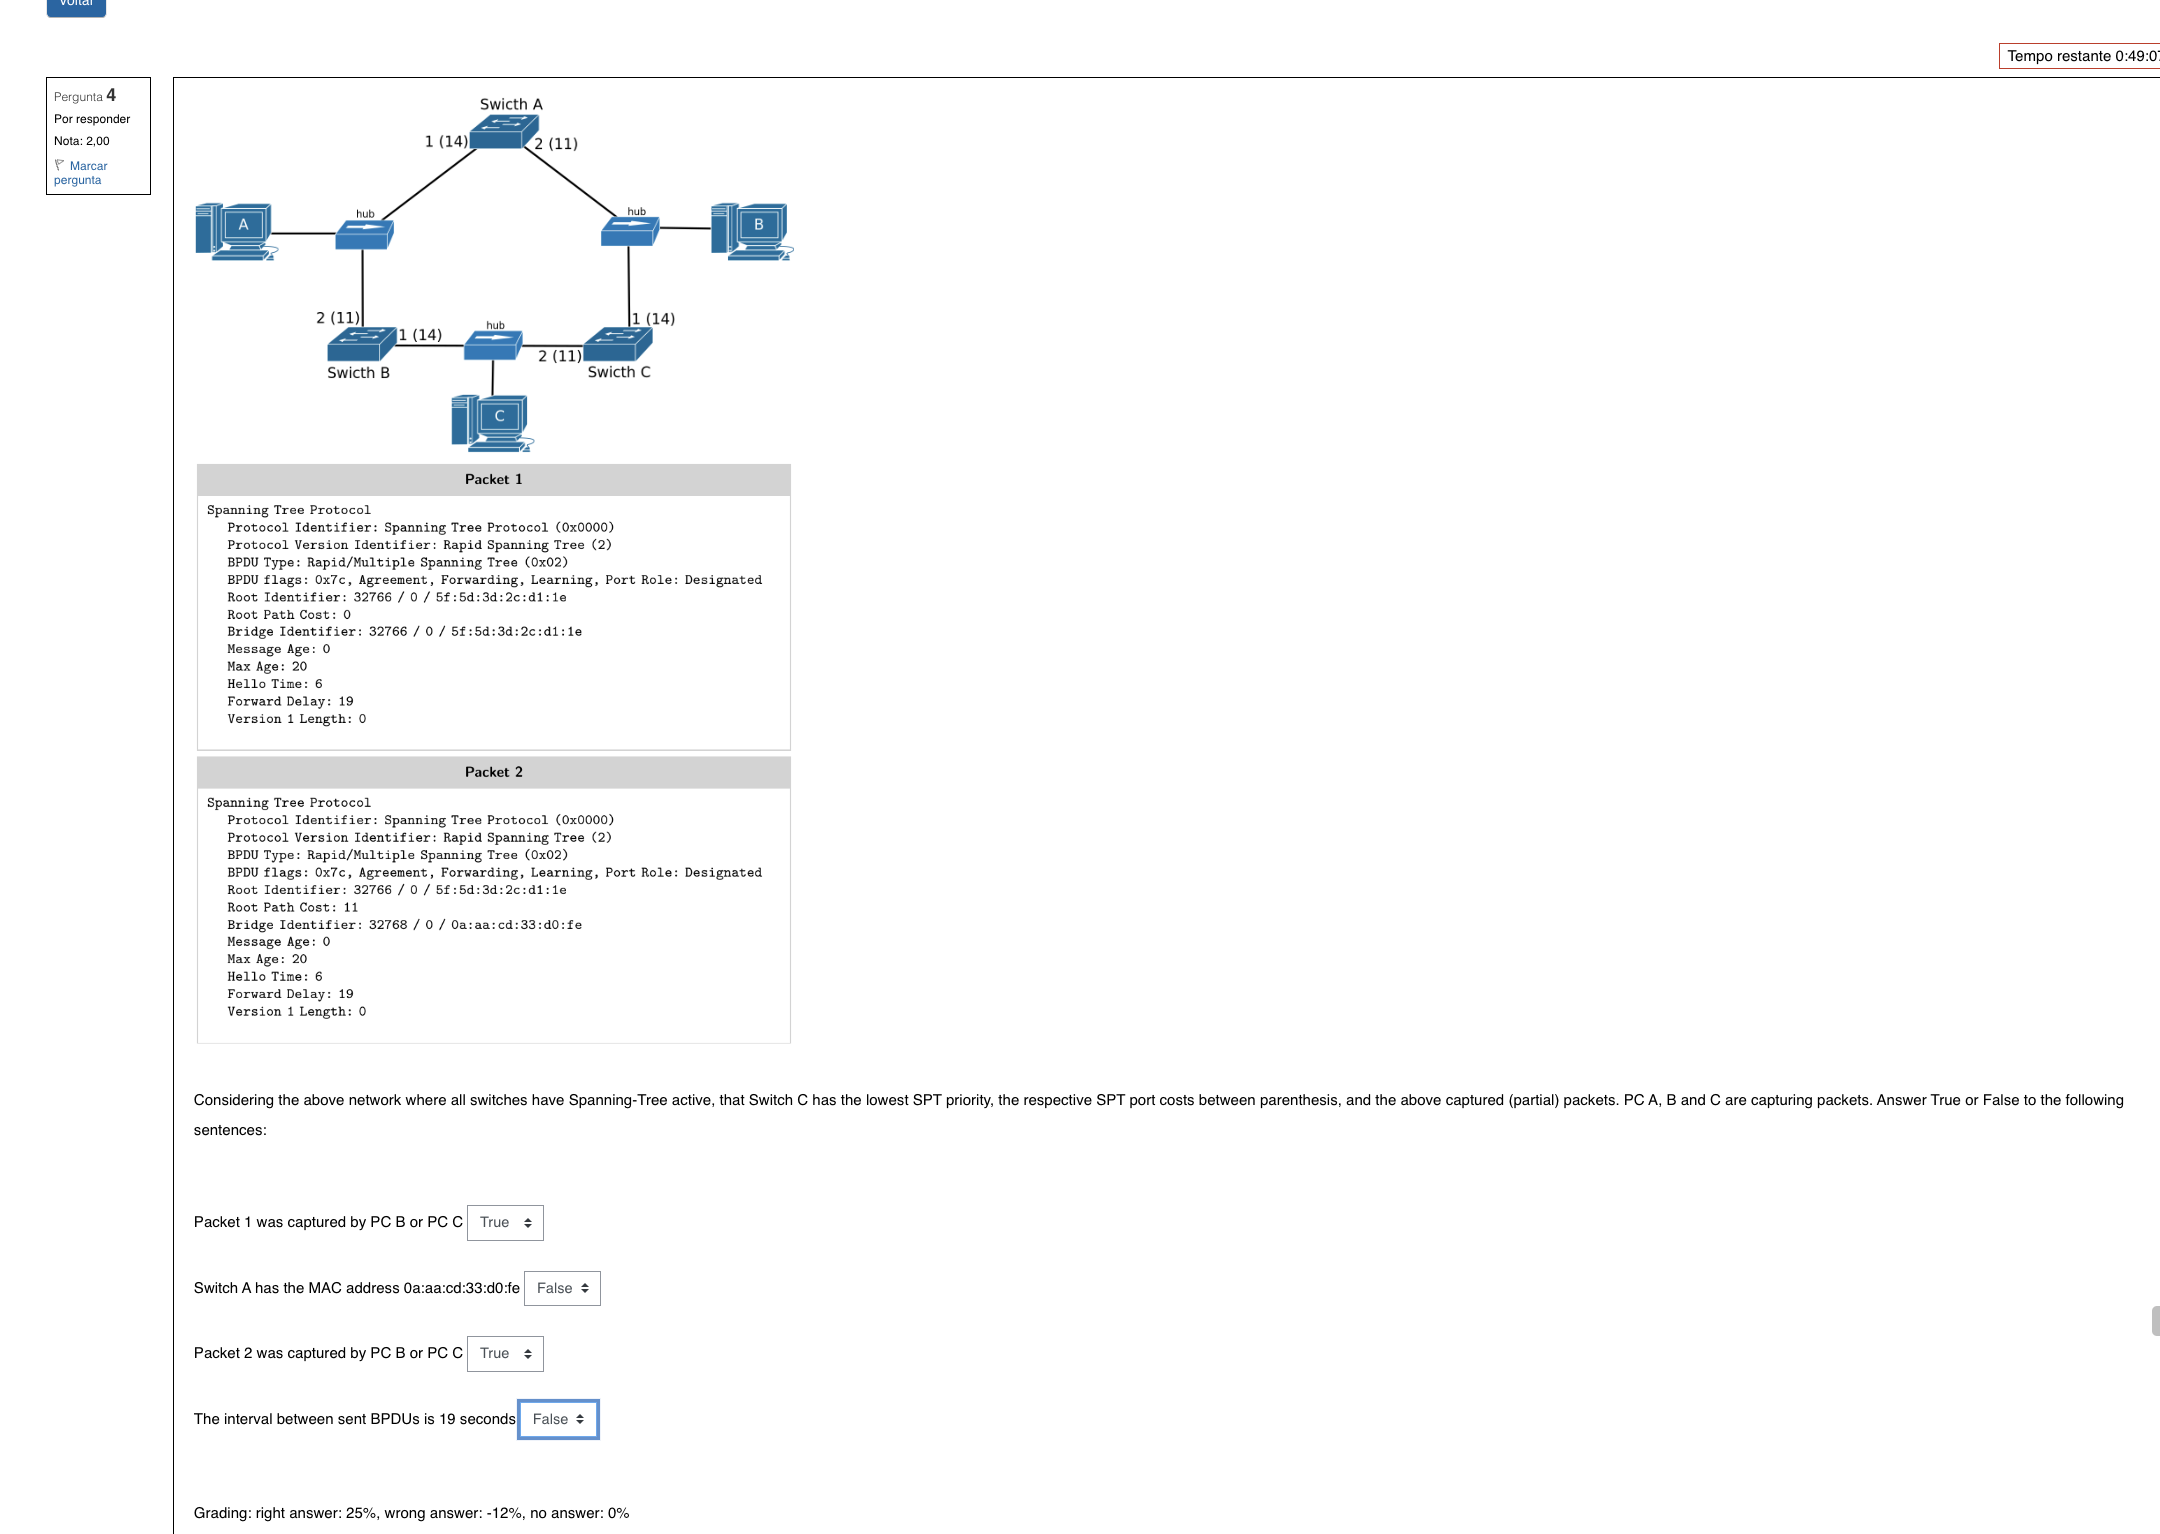 Voltar
Tempo restante 0:49:07
Pergunta 4
Por responder
Nota: 2,00
Marcar
pergunta
Swicth A
1 (14)
2 (11)
hub
hub
A
B
2 (11)
1 (14)
hub
1 (14)
2 (11)
Swicth B
Swicth C
C
Packet 1
Spanning Tree Protocol
Protocol Identifier: Spanning Tree Protocol (0x0000)
Protocol Version Identifier: Rapid Spanning Tree (2)
BPDU Type: Rapid/Multiple Spanning Tree (0x02)
BPDU flags: 0x7c, Agreement, Forwarding, Learning, Port Role: Designated
Root Identifier: 32766 / 0 / 5f:5d:3d:2c:d1:1e
Root Path Cost: 0
Bridge Identifier: 32766 / 0 / 5f:5d:3d:2c:d1:1e
Message Age: 0
Max Age: 20
Hello Time: 6
Forward Delay: 19
Version 1 Length: 0
Packet 2
Spanning Tree Protocol
Protocol Identifier: Spanning Tree Protocol (0x0000)
Protocol Version Identifier: Rapid Spanning Tree (2)
BPDU Type: Rapid/Multiple Spanning Tree (0x02)
BPDU flags: 0x7c, Agreement, Forwarding, Learning, Port Role: Designated
Root Identifier: 32766 / 0 / 5f:5d:3d:2c:d1:1e
Root Path Cost: 11
Bridge Identifier: 32768 / 0 / 0a:aa:cd:33:d0:fe
Message Age: 0
Max Age: 20
Hello Time: 6
Forward Delay: 19
Version 1 Length: 0
Considering the above network where all switches have Spanning-Tree active, that Switch C has the lowest SPT priority, the respective SPT port costs between parenthesis, and the above captured (partial) packets. PC A, B and C are capturing packets. Answer True or False to the following
sentences:
Packet 1 was captured by PC B or PC C True
Switch A has the MAC address 0a:aa:cd:33:d0:fe False
Packet 2 was captured by PC B or PC C True
The interval between sent BPDUs is 19 seconds False
Grading: right answer: 25%, wrong answer: -12%, no answer: 0%